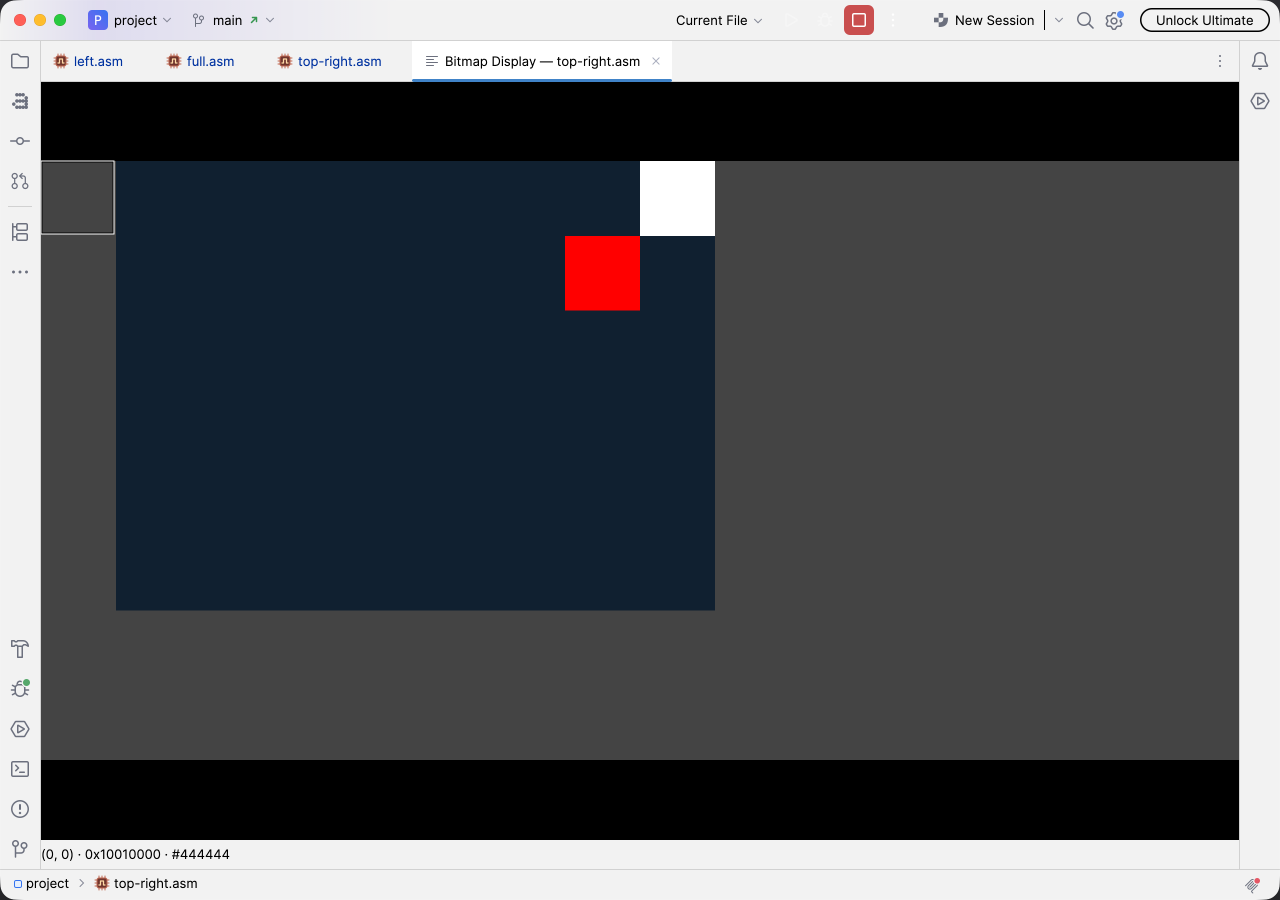 P project main Current File New Session Unlock Ultimate
left.asm full.asm top-right.asm Bitmap Display — top-right.asm
(0, 0) · 0x10010000 · #444444
project top-right.asm